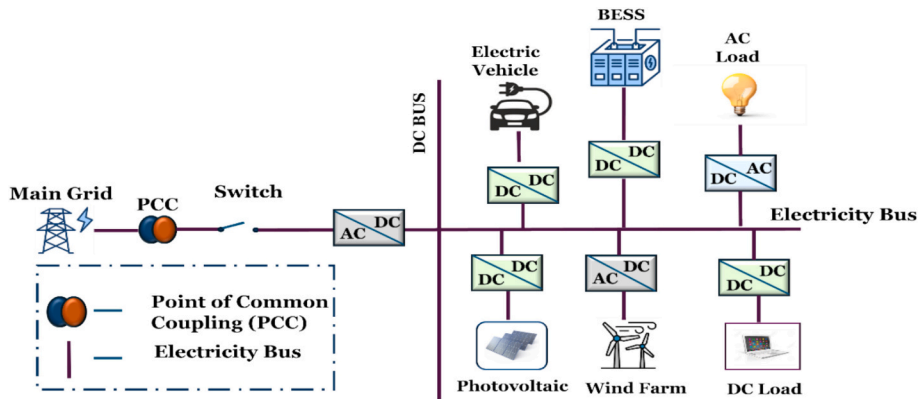 BESS
Electric
Vehicle
AC
Load
DC BUS
DC DC
DC DC
DC AC
Main Grid
PCC
Switch
AC DC
Electricity Bus
DC DC
AC DC
DC DC
Point of Common
Coupling (PCC)
Electricity Bus
Photovoltaic
Wind Farm
DC Load